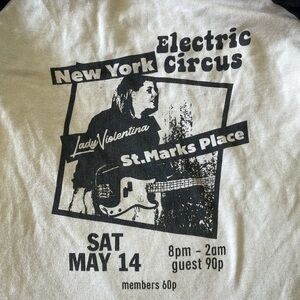 Electric
Circus
New York
Lady Violentina
St.Marks Place
SAT
MAY 14
8pm - 2am
guest 90p
members 60p